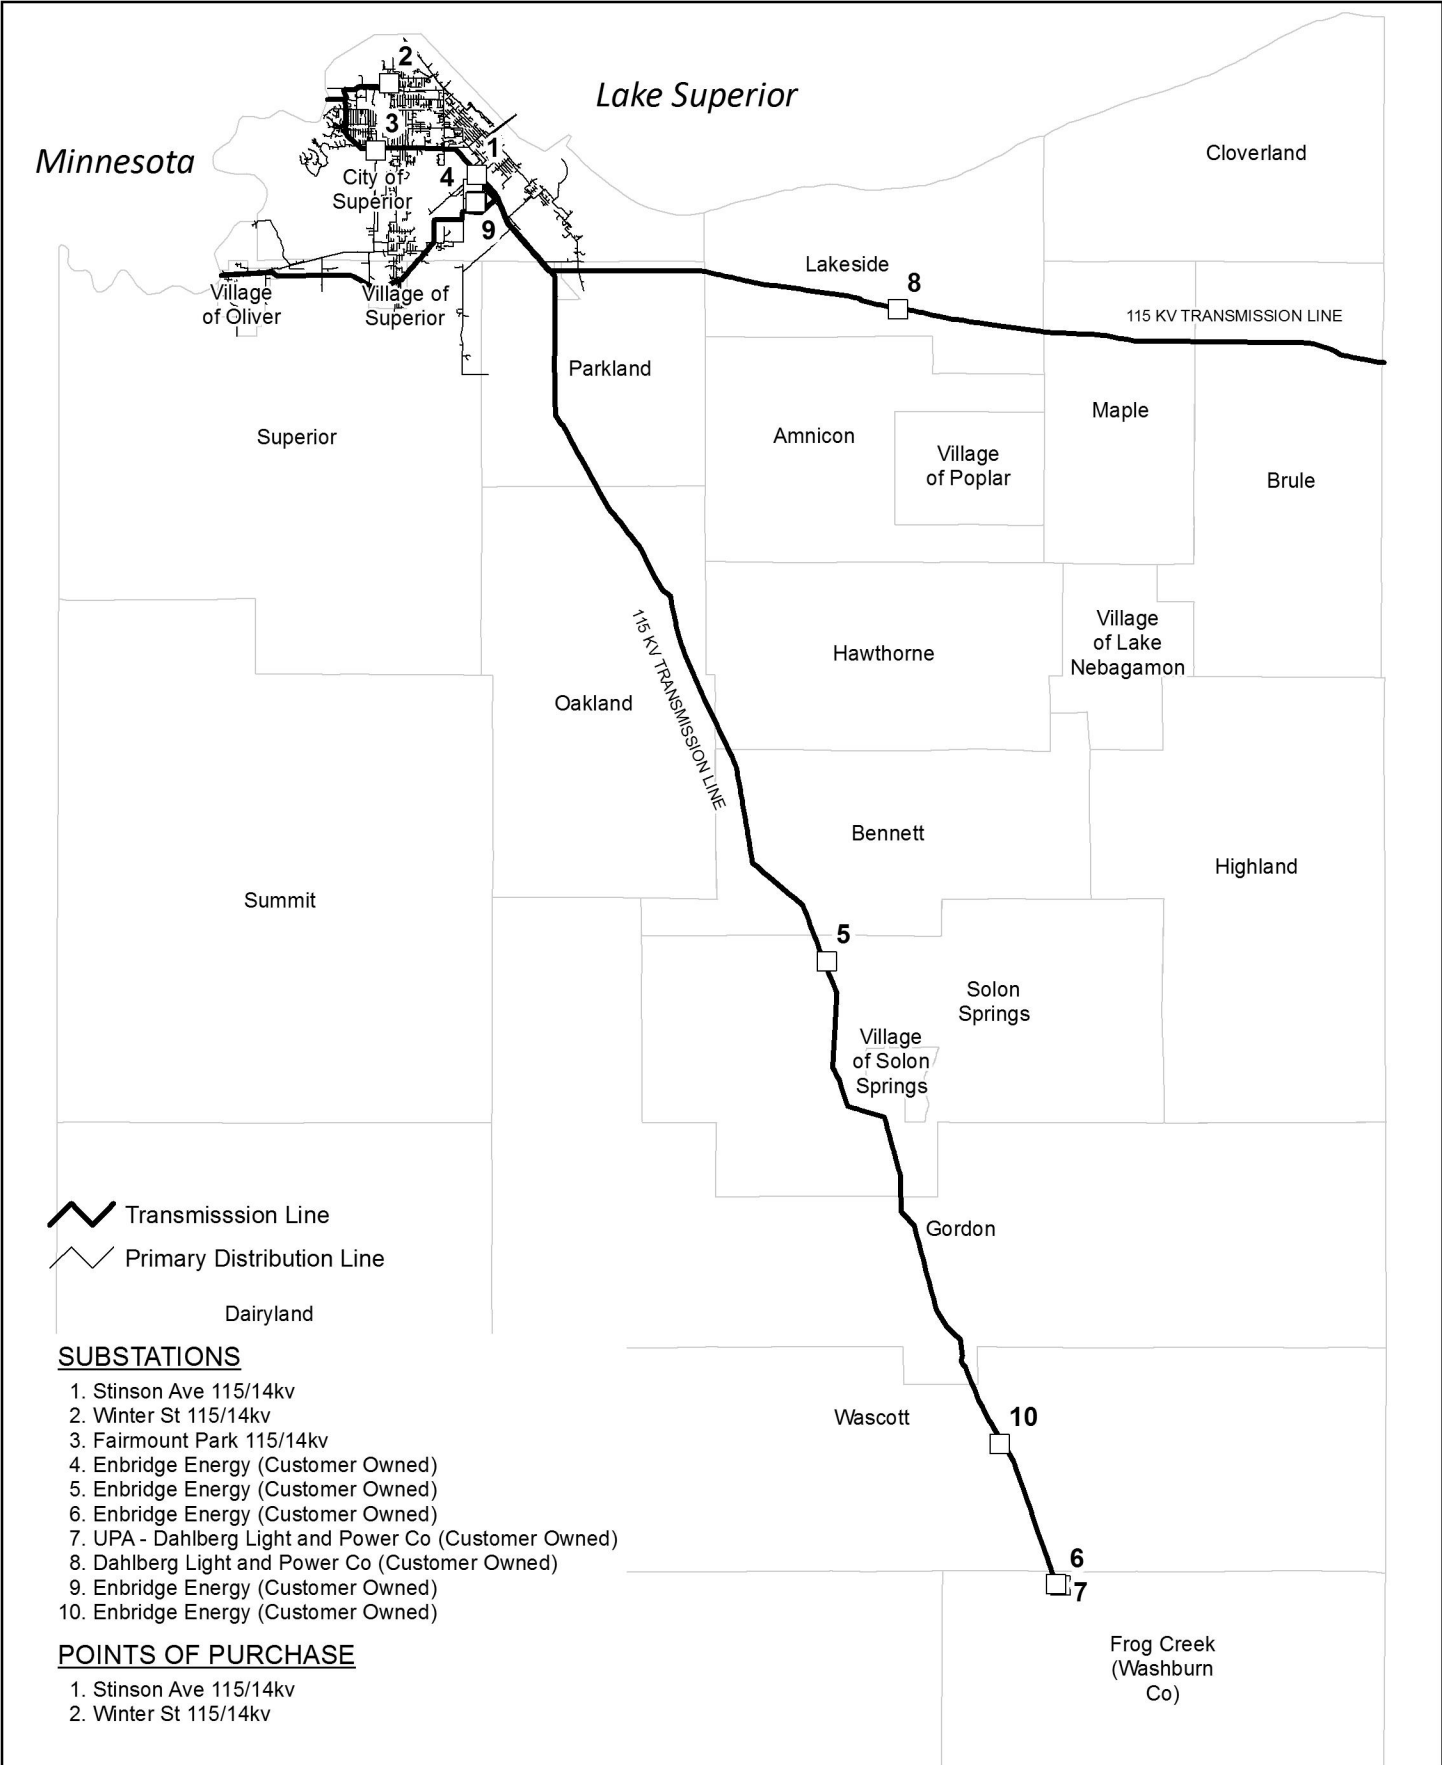 2
Lake Superior
Minnesota
3
1
Cloverland
City of
Superior
4
9
Lakeside
8
Village
of Oliver
Village of
Superior
115 KV TRANSMISSION LINE
Parkland
Maple
Superior
Amnicon
Village
of Poplar
Brule
115 KV TRANSMISSION LINE
Hawthorne
Village
of Lake
Nebagamon
Oakland
Bennett
Highland
Summit
5
Solon
Springs
Village
of Solon
Springs
Transmisssion Line
Primary Distribution Line
Gordon
Dairyland
SUBSTATIONS
1. Stinson Ave 115/14kv
2. Winter St 115/14kv
3. Fairmount Park 115/14kv
4. Enbridge Energy (Customer Owned)
5. Enbridge Energy (Customer Owned)
6. Enbridge Energy (Customer Owned)
7. UPA - Dahlberg Light and Power Co (Customer Owned)
8. Dahlberg Light and Power Co (Customer Owned)
9. Enbridge Energy (Customer Owned)
10. Enbridge Energy (Customer Owned)
POINTS OF PURCHASE
1. Stinson Ave 115/14kv
2. Winter St 115/14kv
Wascott
10
6
7
Frog Creek
(Washburn
Co)